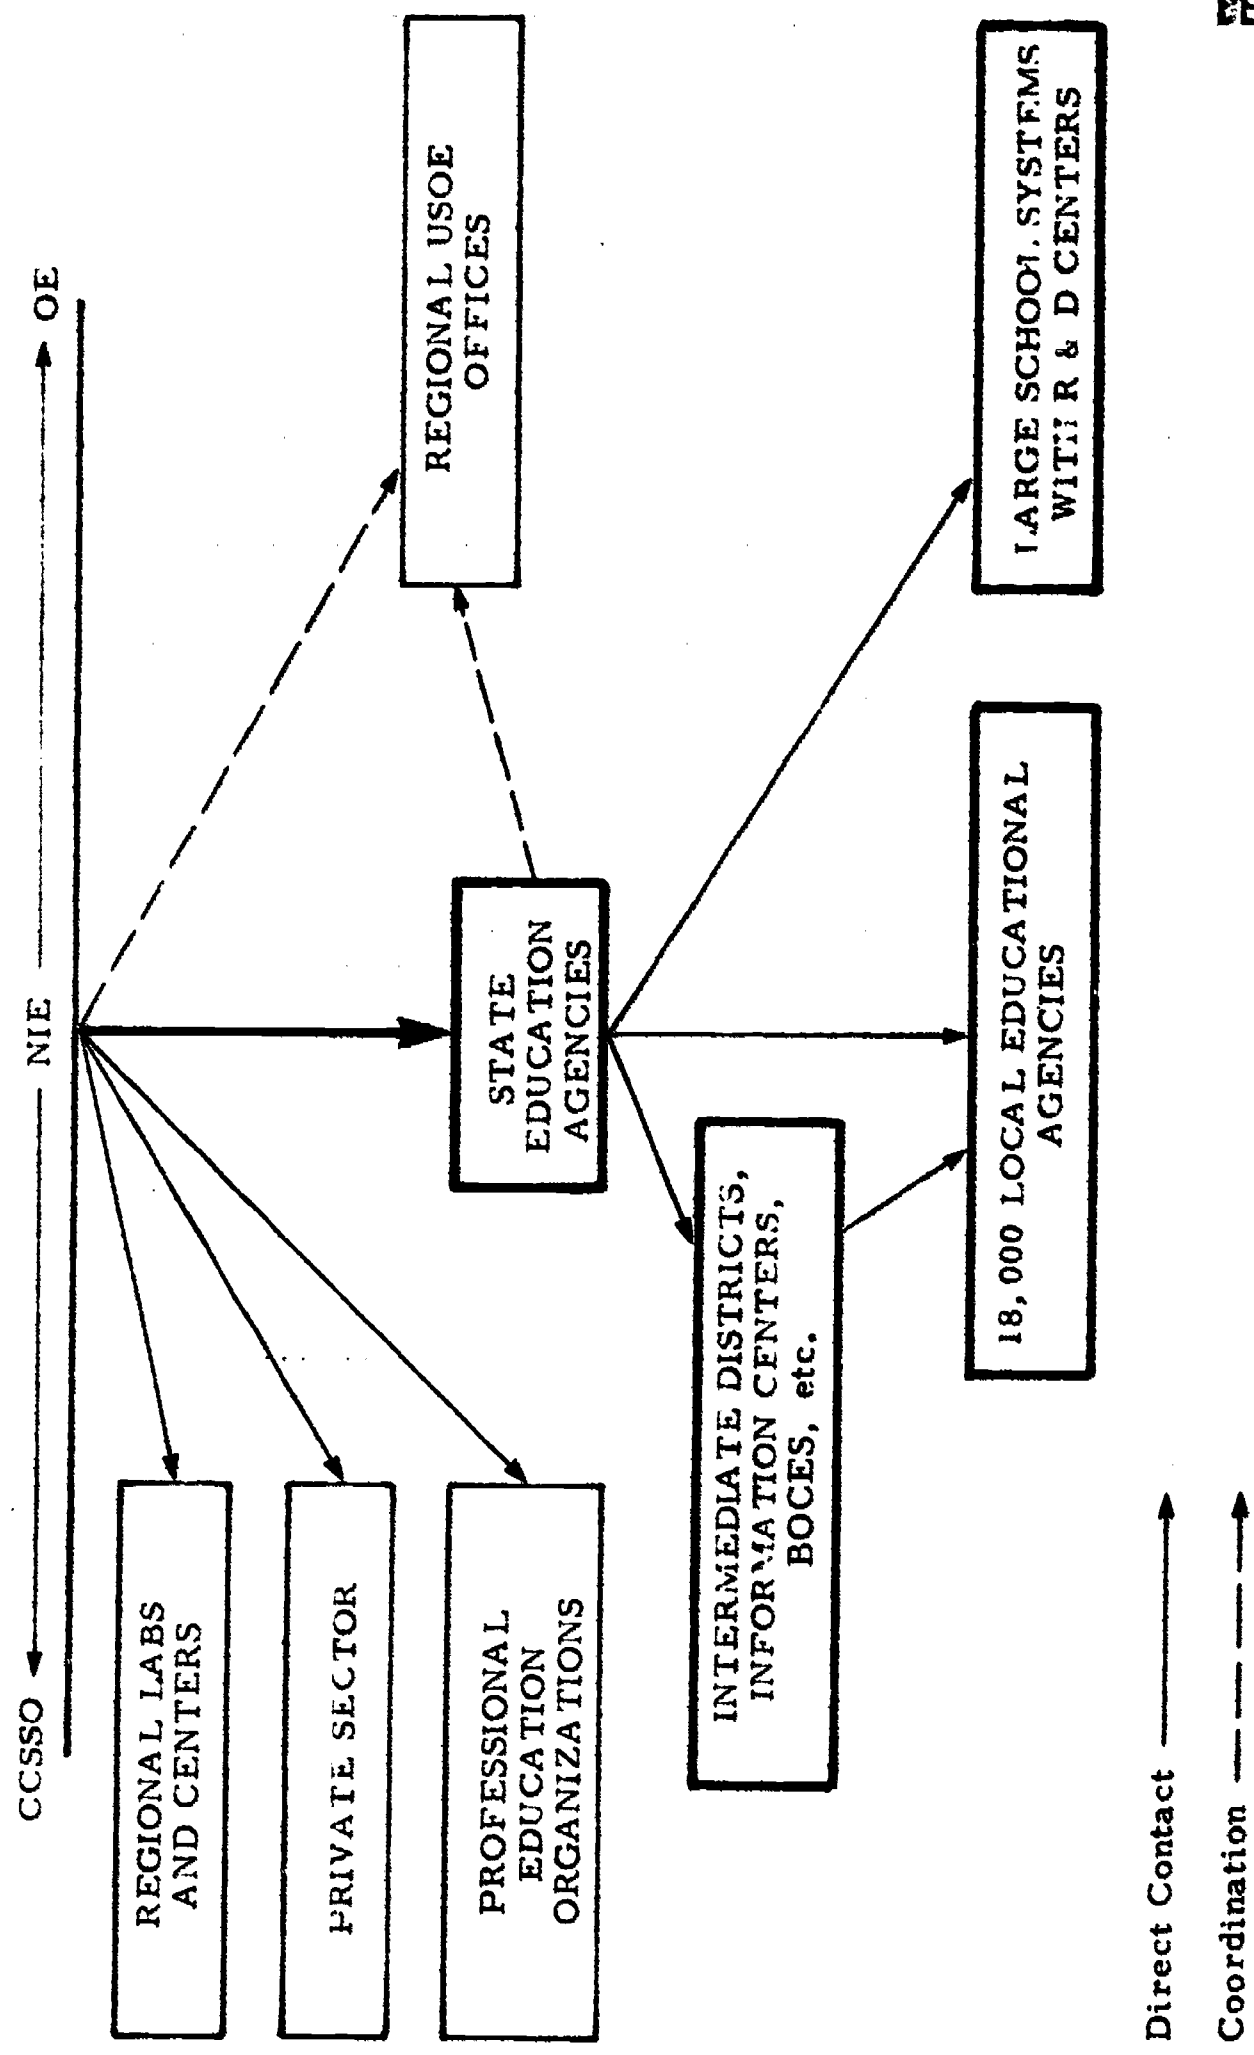 CCSSO
NIE
OE
REGIONAL LABS
AND CENTERS
PRIVATE SECTOR
PROFESSIONAL
EDUCATION
ORGANIZATIONS
STATE
EDUCATION
AGENCIES
REGIONAL USOE
OFFICES
INTERMEDIATE DISTRICTS,
INFORMATION CENTERS,
BOCES, etc.
18,000 LOCAL EDUCATIONAL
AGENCIES
LARGE SCHOOL SYSTEMS
WITH R & D CENTERS
Direct Contact
Coordination